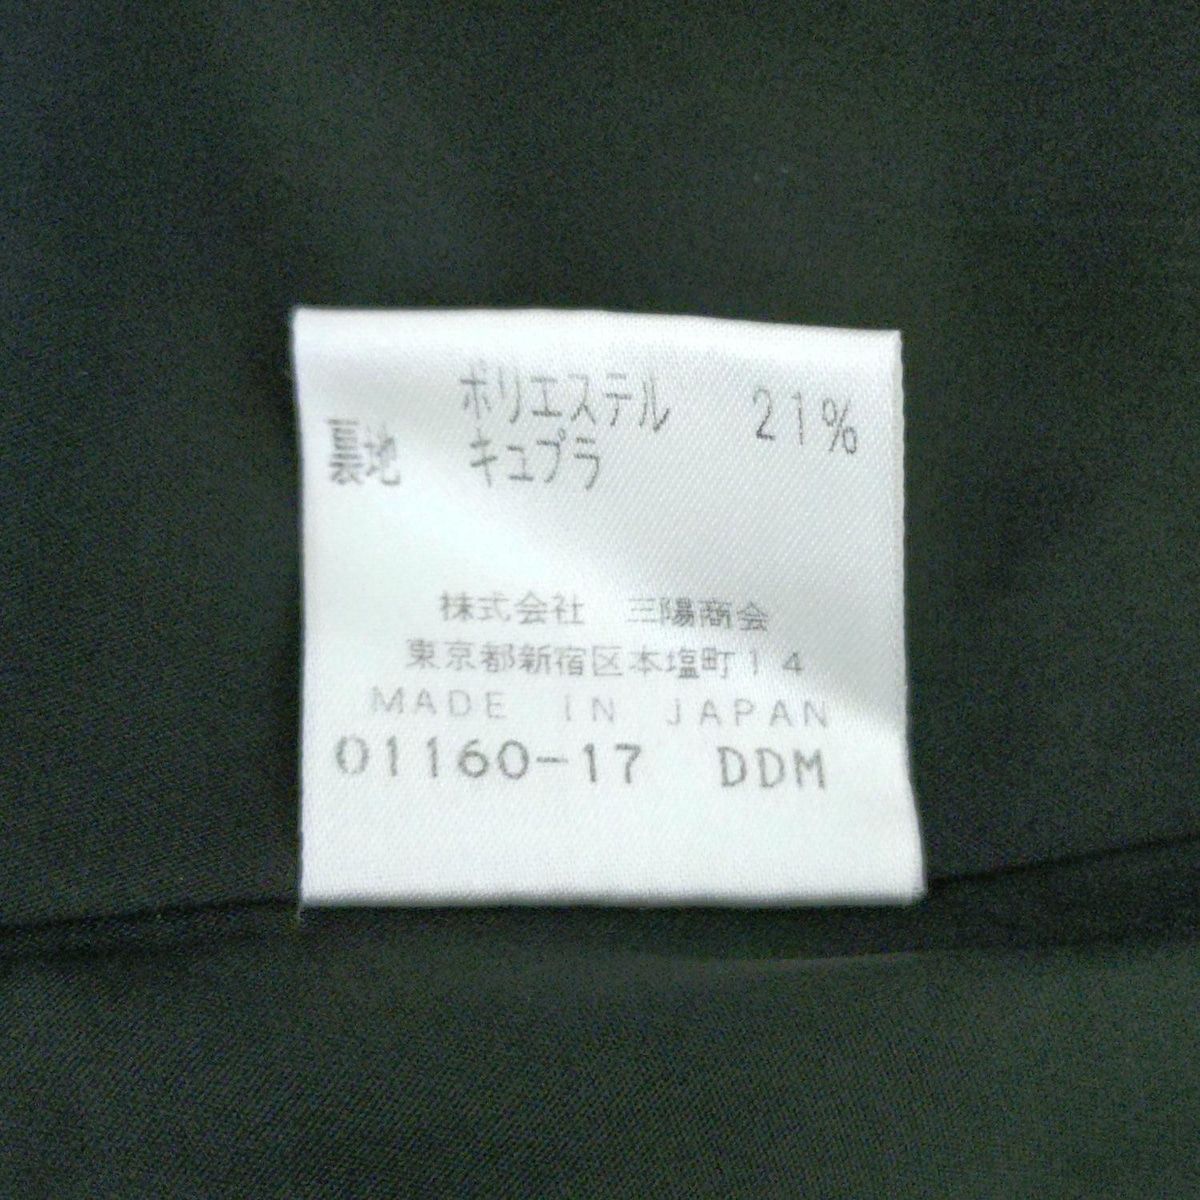 ポリエステル 21%
裏地 キュプラ
株式会社 三陽商会
東京都新宿区本塩町14
MADE IN JAPAN
01160-17 DDM